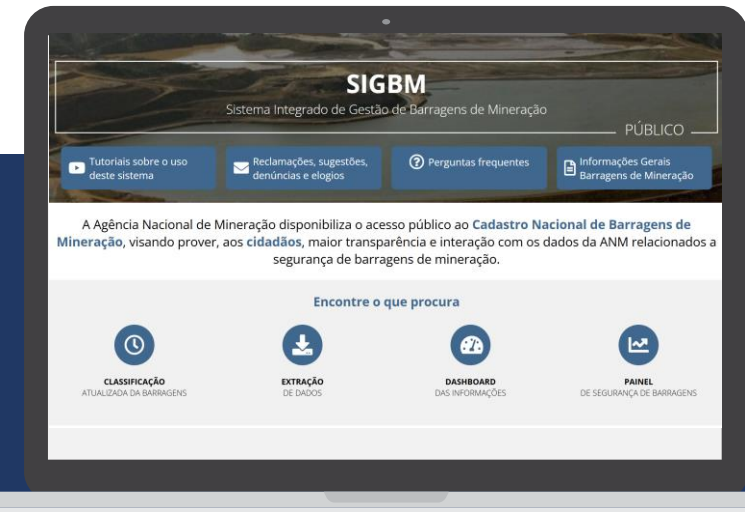 SIGBM
Sistema Integrado de Gestão de Barragens de Mineração
PÚBLICO
Tutoriais sobre o uso
deste sistema
Reclamações, sugestões,
denúncias e elogios
Perguntas frequentes
Informações Gerais
Barragens de Mineração
A Agência Nacional de Mineração disponibiliza o acesso público ao Cadastro Nacional de Barragens de
Mineração, visando prover, aos cidadãos, maior transparência e interação com os dados da ANM relacionados a
segurança de barragens de mineração.
Encontre o que procura
CLASSIFICAÇÃO
ATUALIZADA DA BARRAGENS
EXTRAÇÃO
DE DADOS
DASHBOARD
DAS INFORMAÇÕES
PAINEL
DE SEGURANÇA DE BARRAGENS